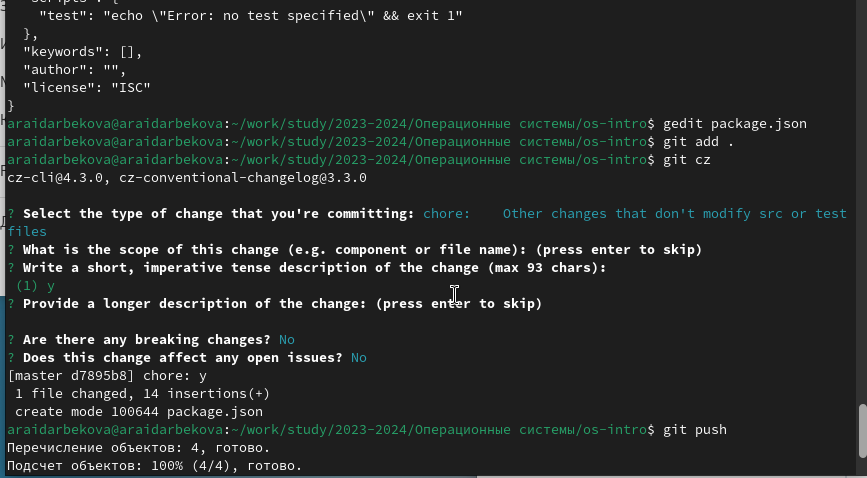 "test": "echo \"Error: no test specified\" && exit 1"
},
"keywords": [],
"author": "",
"license": "ISC"
}
araidarbekova@araidarbekova:~/work/study/2023-2024/Операционные системы/os-intro$ gedit package.json
araidarbekova@araidarbekova:~/work/study/2023-2024/Операционные системы/os-intro$ git add .
araidarbekova@araidarbekova:~/work/study/2023-2024/Операционные системы/os-intro$ git cz
cz-cli@4.3.0, cz-conventional-changelog@3.3.0
? Select the type of change that you're committing: chore:    Other changes that don't modify src or test
files
? What is the scope of this change (e.g. component or file name): (press enter to skip)
? Write a short, imperative tense description of the change (max 93 chars):
(1) y
? Provide a longer description of the change: (press enter to skip)
? Are there any breaking changes? No
? Does this change affect any open issues? No
[master d7895b8] chore: y
1 file changed, 14 insertions(+)
create mode 100644 package.json
araidarbekova@araidarbekova:~/work/study/2023-2024/Операционные системы/os-intro$ git push
Перечисление объектов: 4, готово.
Подсчет объектов: 100% (4/4), готово.